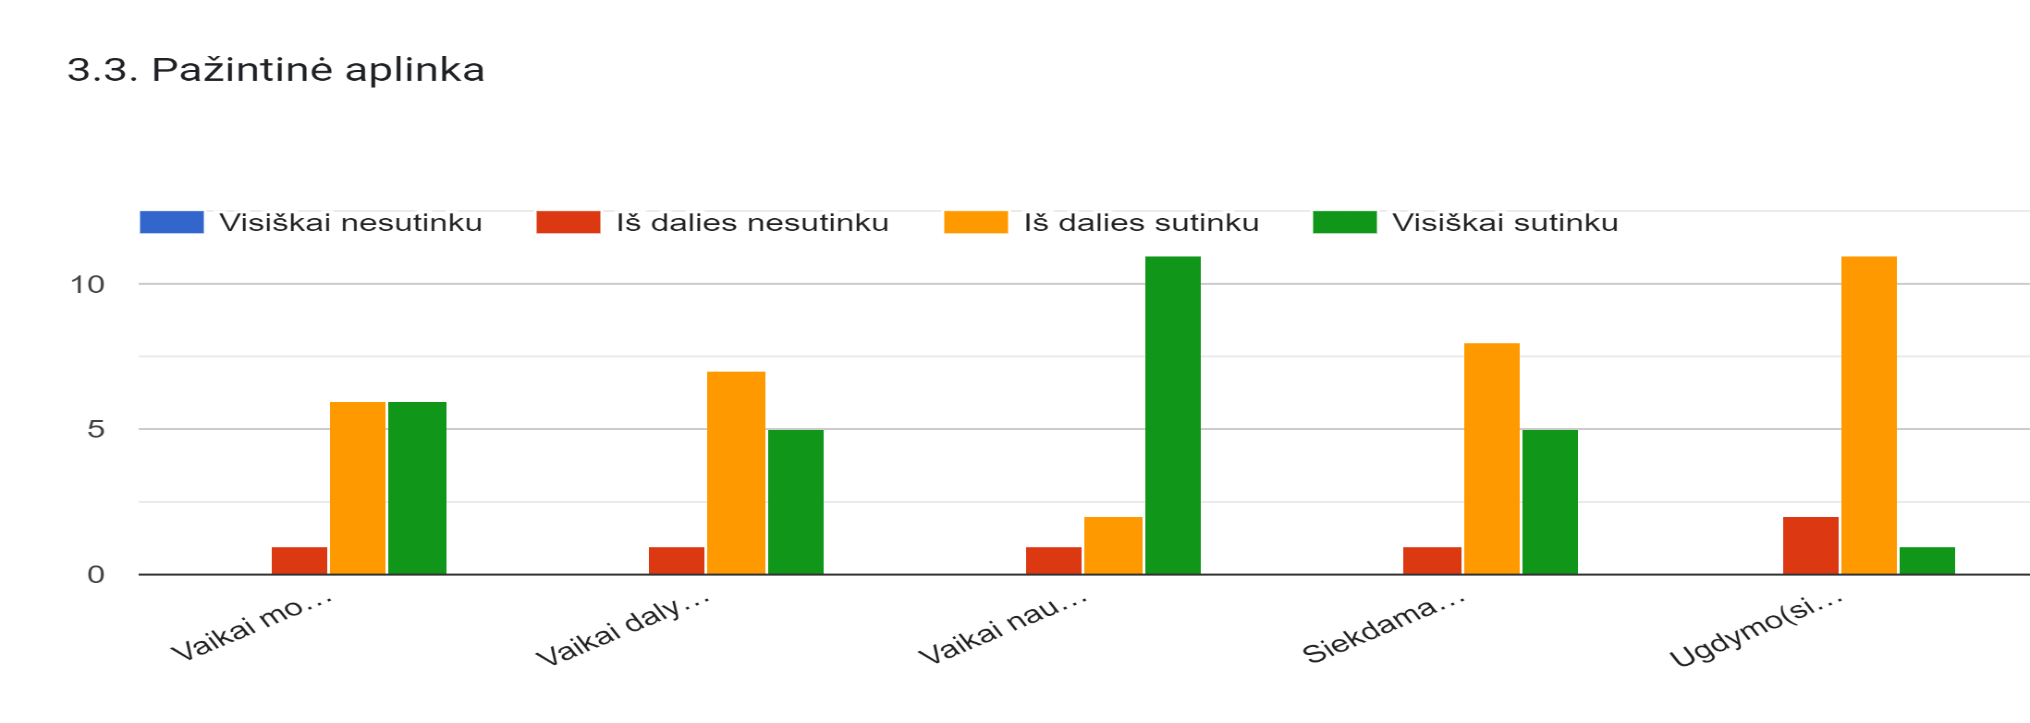 3.3. Pažintinė aplinka
Visiškai nesutinku Iš dalies nesutinku Iš dalies sutinku Visiškai sutinku
10
5
0
Vaikai mo...
Vaikai daly...
Vaikai nau...
Siekdama...
Ugdymo(si...